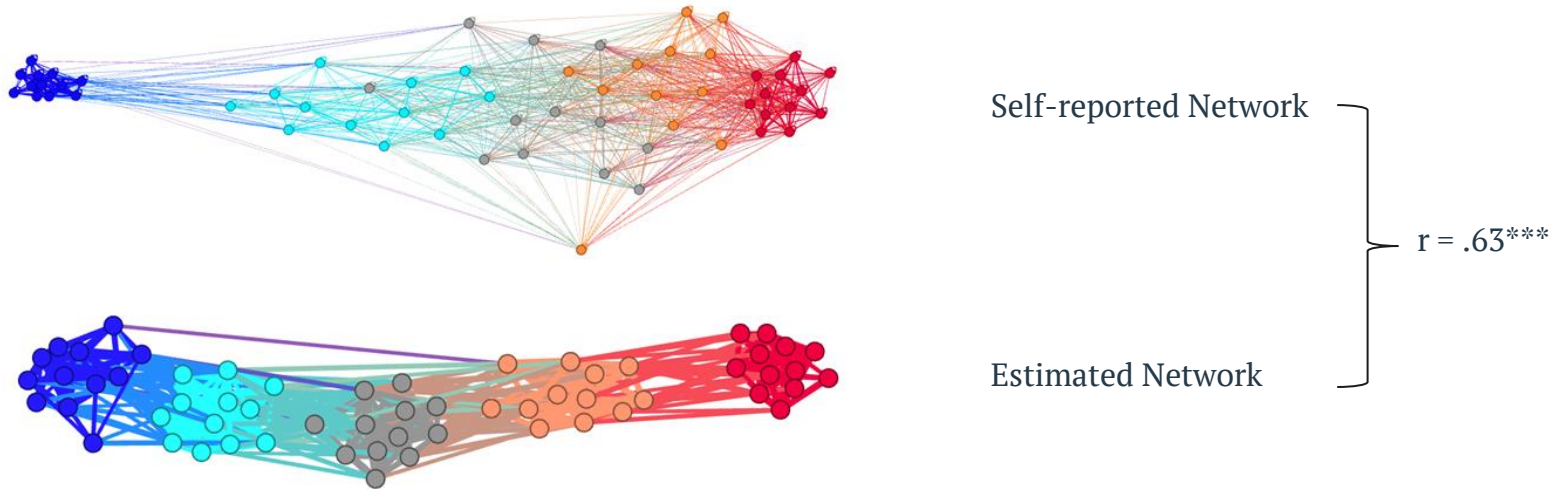 Self-reported Network
r = .63***
Estimated Network